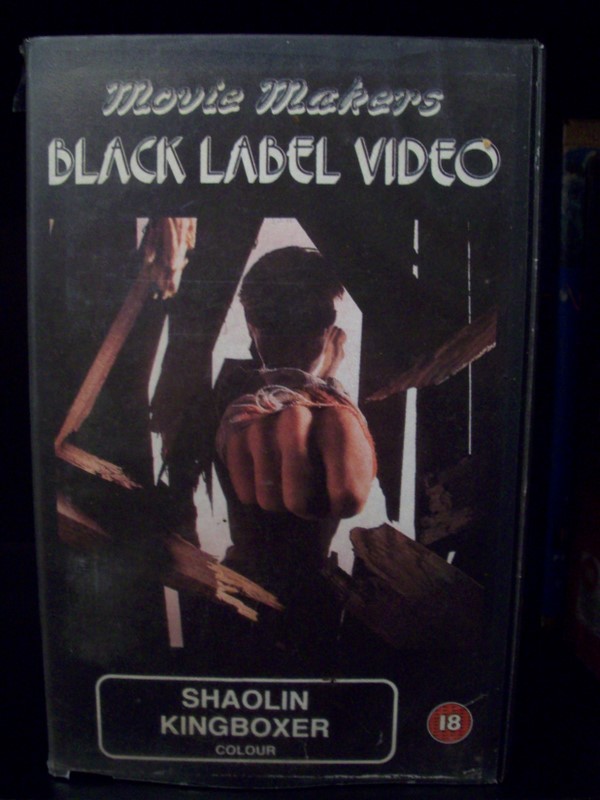 Movie Makers
BLACK LABEL VIDEO
SHAOLIN
KINGBOXER
COLOUR
18